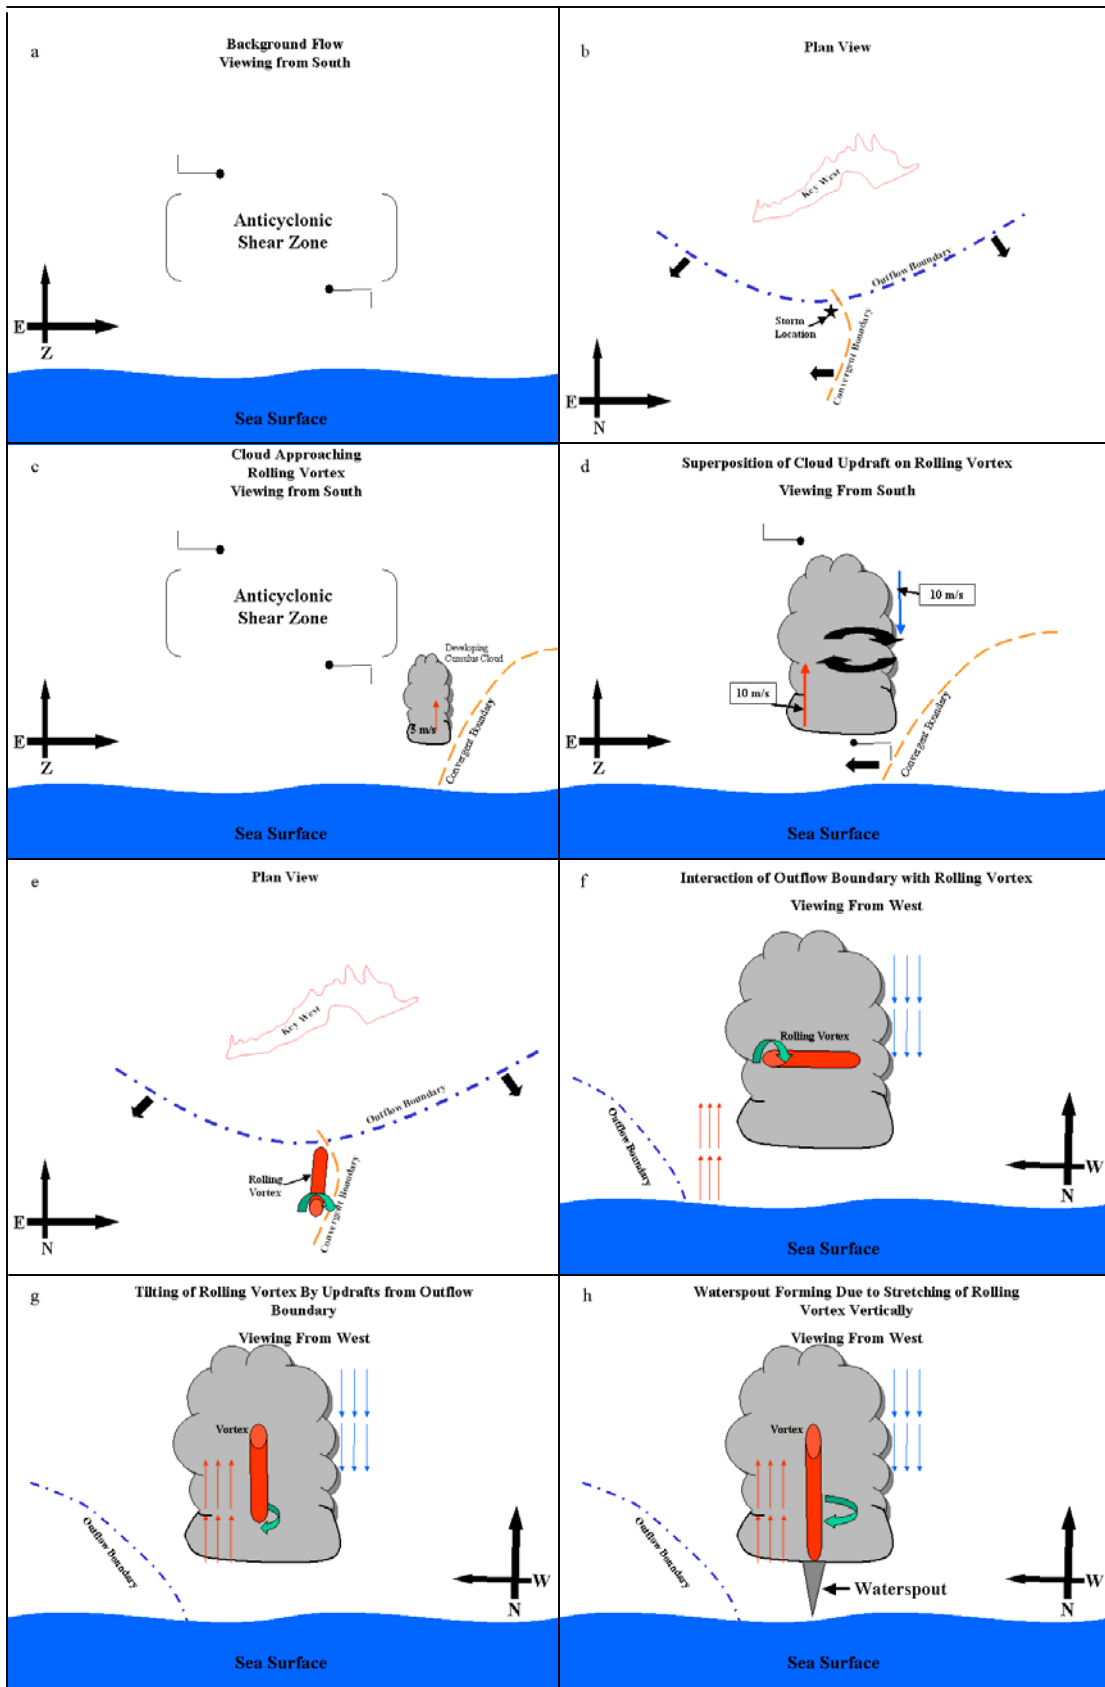 a
Background Flow
Viewing from South
Anticyclonic
Shear Zone
E
Z
Sea Surface
b
Plan View
Key West
Outflow Boundary
Storm
Location
Convergent Boundary
E
N
c
Cloud Approaching
Rolling Vortex
Viewing from South
Anticyclonic
Shear Zone
Developing
Cumulus Cloud
5 m/s
Convergent Boundary
E
Z
Sea Surface
d
Superposition of Cloud Updraft on Rolling Vortex
Viewing From South
10 m/s
10 m/s
Convergent Boundary
E
Z
Sea Surface
e
Plan View
Key West
Outflow Boundary
Rolling
Vortex
Convergent Boundary
E
N
f
Interaction of Outflow Boundary with Rolling Vortex
Viewing From West
Rolling Vortex
Outflow Boundary
W
N
Sea Surface
g
Tilting of Rolling Vortex By Updrafts from Outflow
Boundary
Viewing From West
Vortex
Outflow Boundary
W
N
Sea Surface
h
Waterspout Forming Due to Stretching of Rolling
Vortex Vertically
Viewing From West
Vortex
Outflow Boundary
Waterspout
W
N
Sea Surface